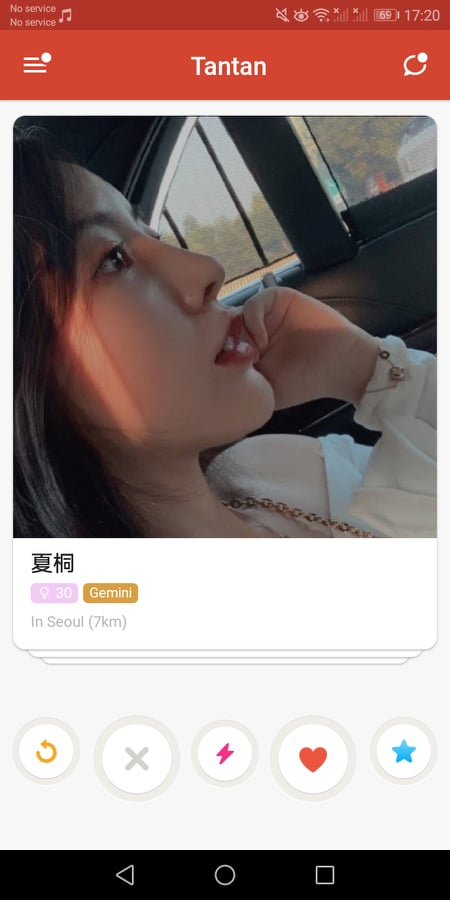 No service
No service
69 17:20
Tantan
夏桐
♀ 30 Gemini
In Seoul (7km)